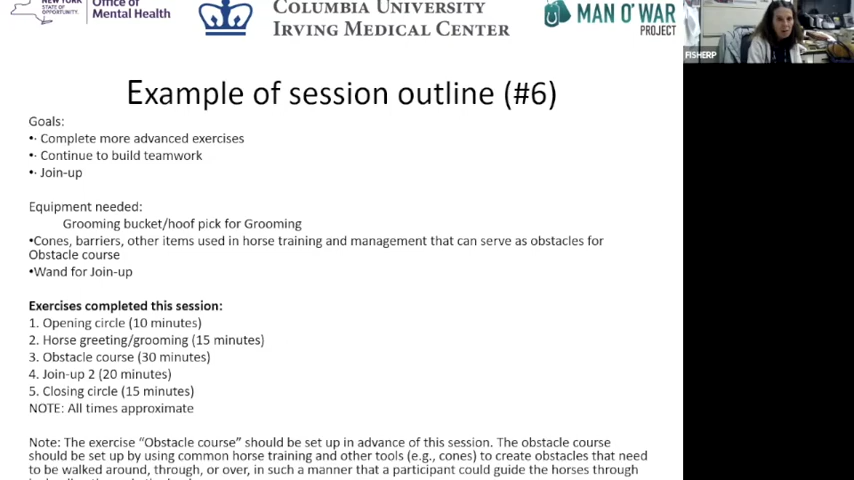 NEW YORK
STATE OF
OPPORTUNITY.
Office of
Mental Health
COLUMBIA UNIVERSITY
IRVING MEDICAL CENTER
MAN O' WAR
PROJECT
FISHERP
Example of session outline (#6)
Goals:
•· Complete more advanced exercises
•· Continue to build teamwork
•· Join-up
Equipment needed:
Grooming bucket/hoof pick for Grooming
•Cones, barriers, other items used in horse training and management that can serve as obstacles for
Obstacle course
•Wand for Join-up
Exercises completed this session:
1. Opening circle (10 minutes)
2. Horse greeting/grooming (15 minutes)
3. Obstacle course (30 minutes)
4. Join-up 2 (20 minutes)
5. Closing circle (15 minutes)
NOTE: All times approximate
Note: The exercise “Obstacle course” should be set up in advance of this session. The obstacle course
should be set up by using common horse training and other tools (e.g., cones) to create obstacles that need
to be walked around, through, or over, in such a manner that a participant could guide the horses through